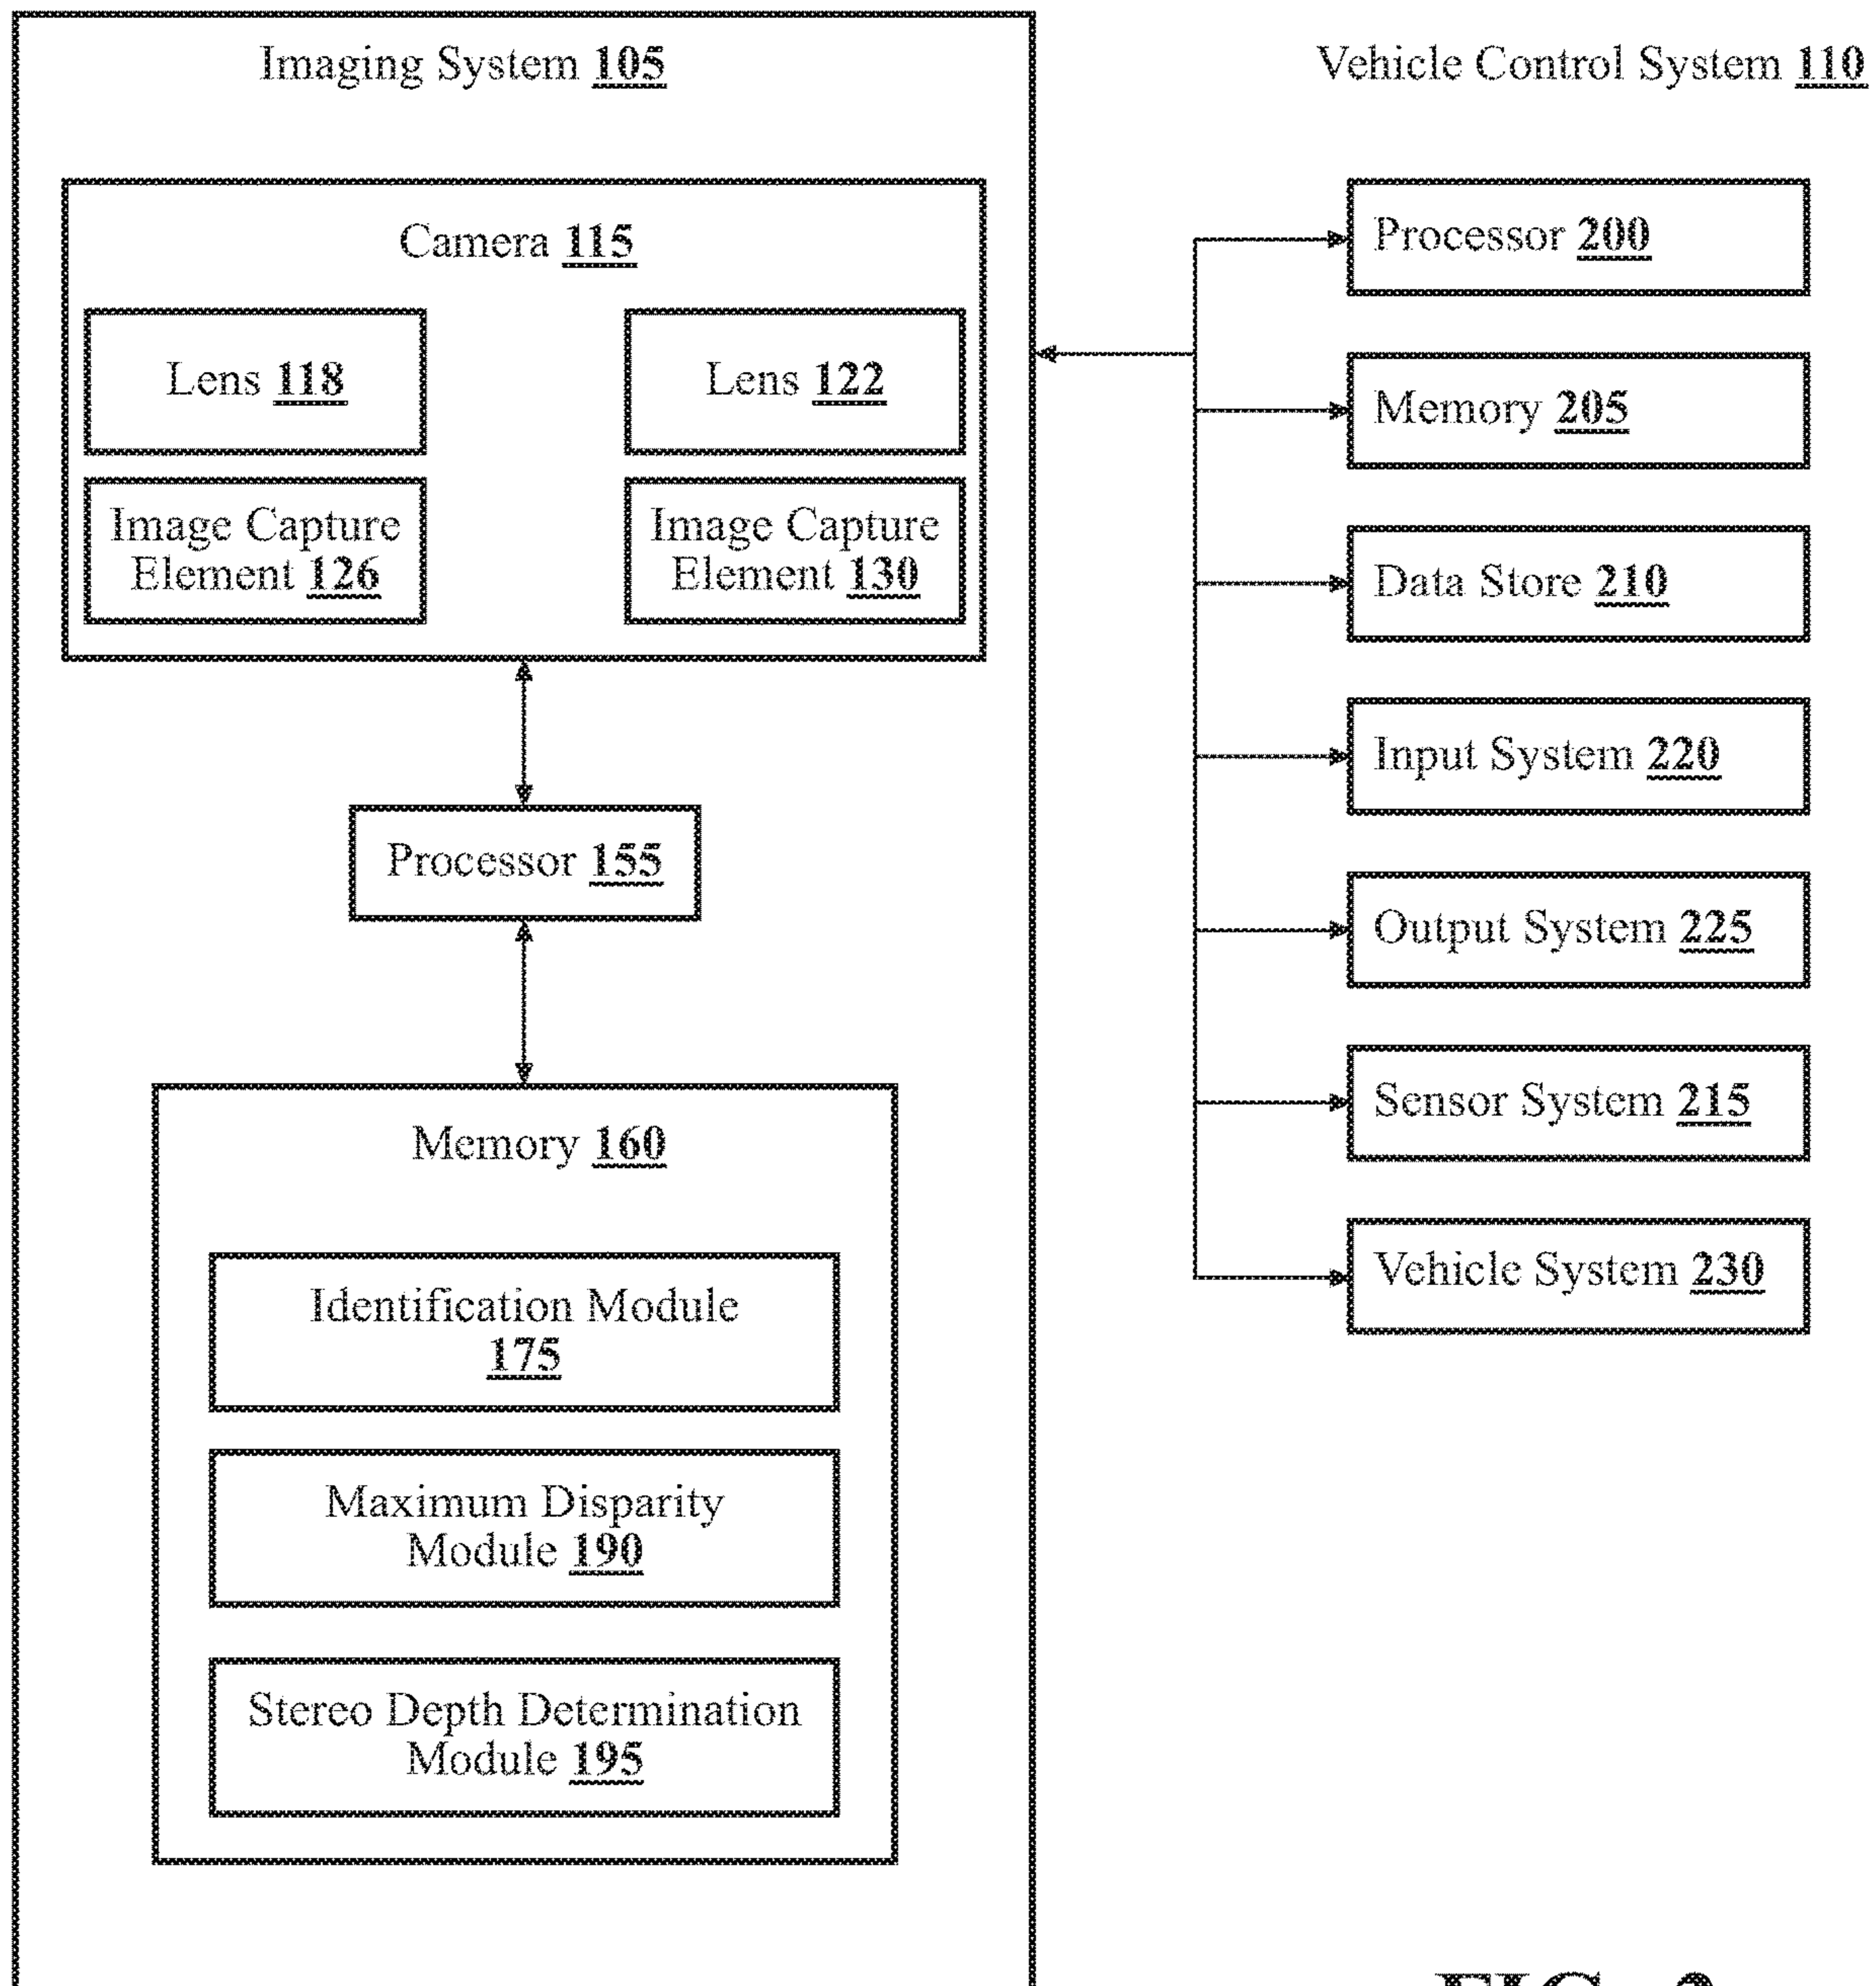 Imaging System 105
Camera 115
Lens 118
Lens 122
Image Capture
Element 126
Image Capture
Element 130
Processor 155
Memory 160
Identification Module
175
Maximum Disparity
Module 190
Stereo Depth Determination
Module 195
Vehicle Control System 110
Processor 200
Memory 205
Data Store 210
Input System 220
Output System 225
Sensor System 215
Vehicle System 230